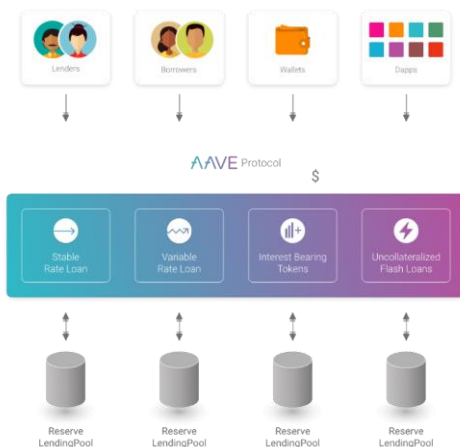 Lenders
Borrowers
Wallets
Dapps
AAVE Protocol
$
Stable
Rate Loan
Variable
Rate Loan
Interest Bearing
Tokens
Uncollateralized
Flash Loans
Reserve
LendingPool
Reserve
LendingPool
Reserve
LendingPool
Reserve
LendingPool